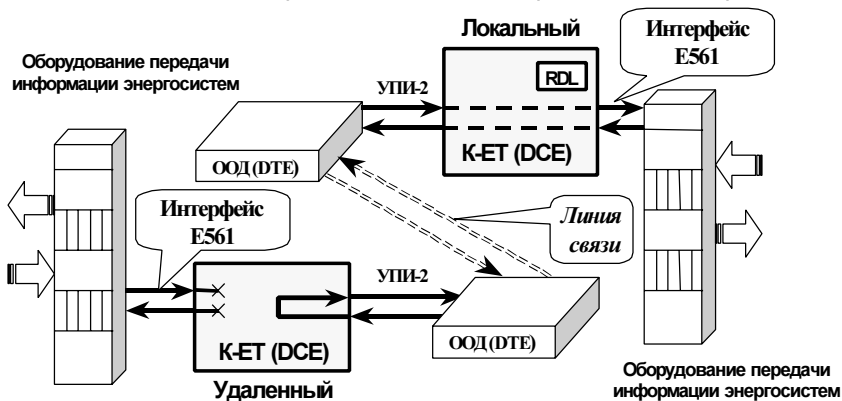 Локальный
Интерфейс
E561
Оборудование передачи
информации энергосистем
УПИ-2
RDL
К-ЕТ (DCE)
ООД (DTE)
Интерфейс
E561
Линия
связи
УПИ-2
К-ЕТ (DCE)
ООД (DTE)
Удаленный
Оборудование передачи
информации энергосистем